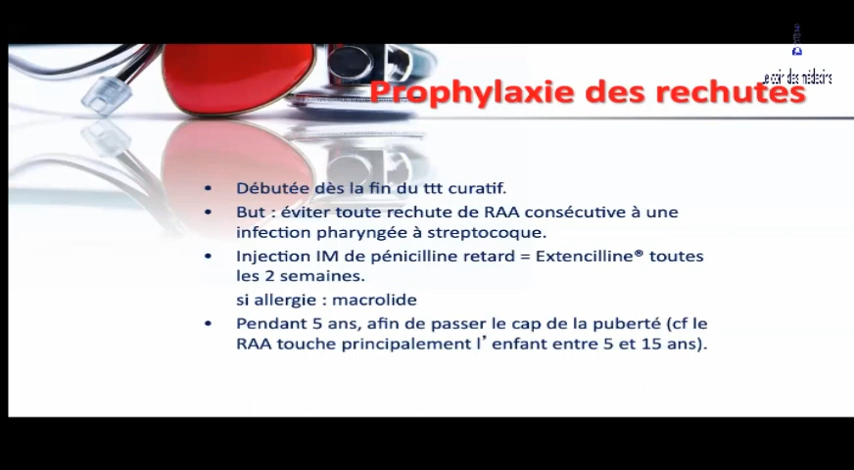 Le coin des médecins
Prophylaxie des rechutes
• Débutée dès la fin du ttt curatif.
• But : éviter toute rechute de RAA consécutive à une
infection pharyngée à streptocoque.
• Injection IM de pénicilline retard = Extencilline® toutes
les 2 semaines.
si allergie : macrolide
• Pendant 5 ans, afin de passer le cap de la puberté (cf le
RAA touche principalement l’ enfant entre 5 et 15 ans).